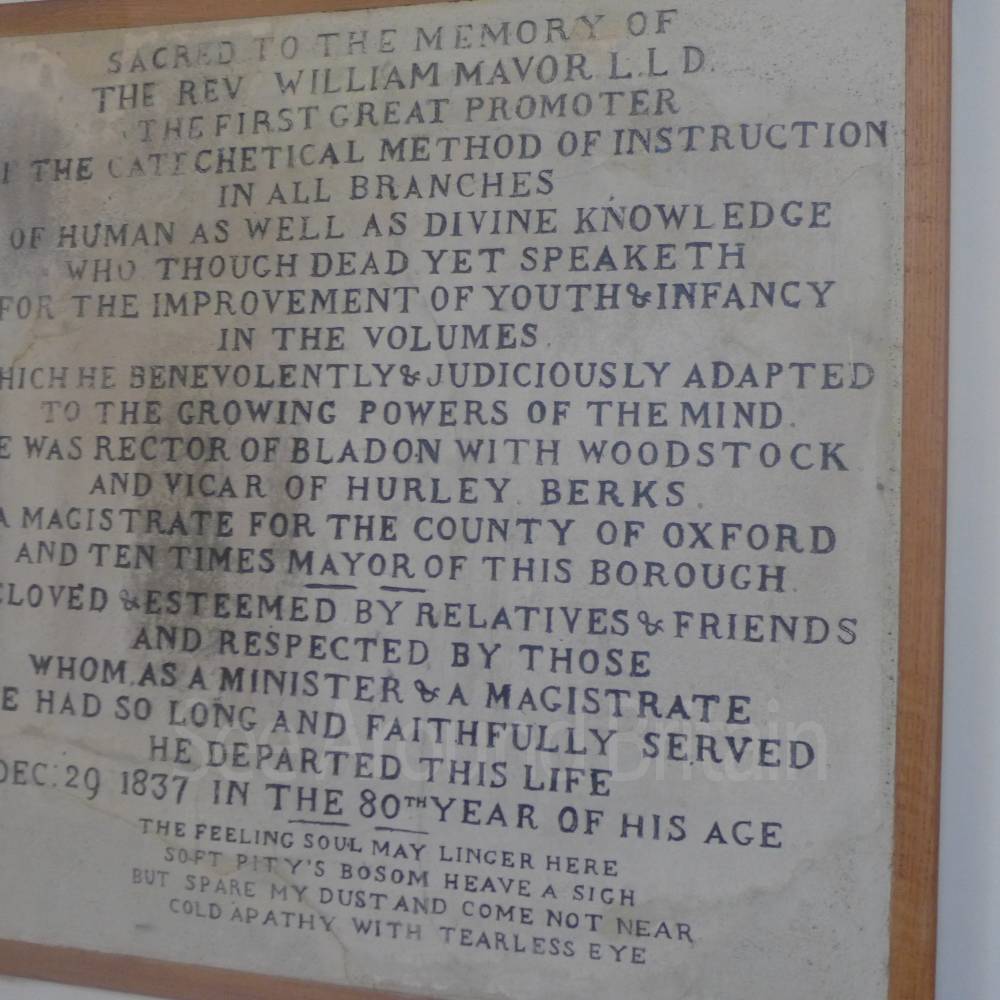 SACRED TO THE MEMORY OF
THE REV WILLIAM MAVOR L.L D.
THE FIRST GREAT PROMOTER
THE CATECHETICAL METHOD OF INSTRUCTION
IN ALL BRANCHES
OF HUMAN AS WELL AS DIVINE KNOWLEDGE
WHO THOUGH DEAD YET SPEAKETH
FOR THE IMPROVEMENT OF YOUTH & INFANCY
IN THE VOLUMES.
HICH HE BENEVOLENTLY & JUDICIOUSLY ADAPTED
TO THE GROWING POWERS OF THE MIND.
E WAS RECTOR OF BLADON WITH WOODSTOCK
AND VICAR OF HURLEY. BERKS.
A MAGISTRATE FOR THE COUNTY OF OXFORD
AND TEN TIMES MAYOR OF THIS BOROUGH.
ELOVED & ESTEEMED BY RELATIVES & FRIENDS
AND RESPECTED BY THOSE
WHOM, AS A MINISTER & A MAGISTRATE
E HAD SO LONG AND FAITHFULLY SERVED
HE DEPARTED THIS LIFE
DEC: 29 1837 IN THE 80TH YEAR OF HIS AGE
THE FEELING SOUL MAY LINGER HERE
SOFT PITY'S BOSOM HEAVE A SIGH
BUT SPARE MY DUST AND COME NOT NEAR
COLD APATHY WITH TEARLESS EYE
See Around Britain